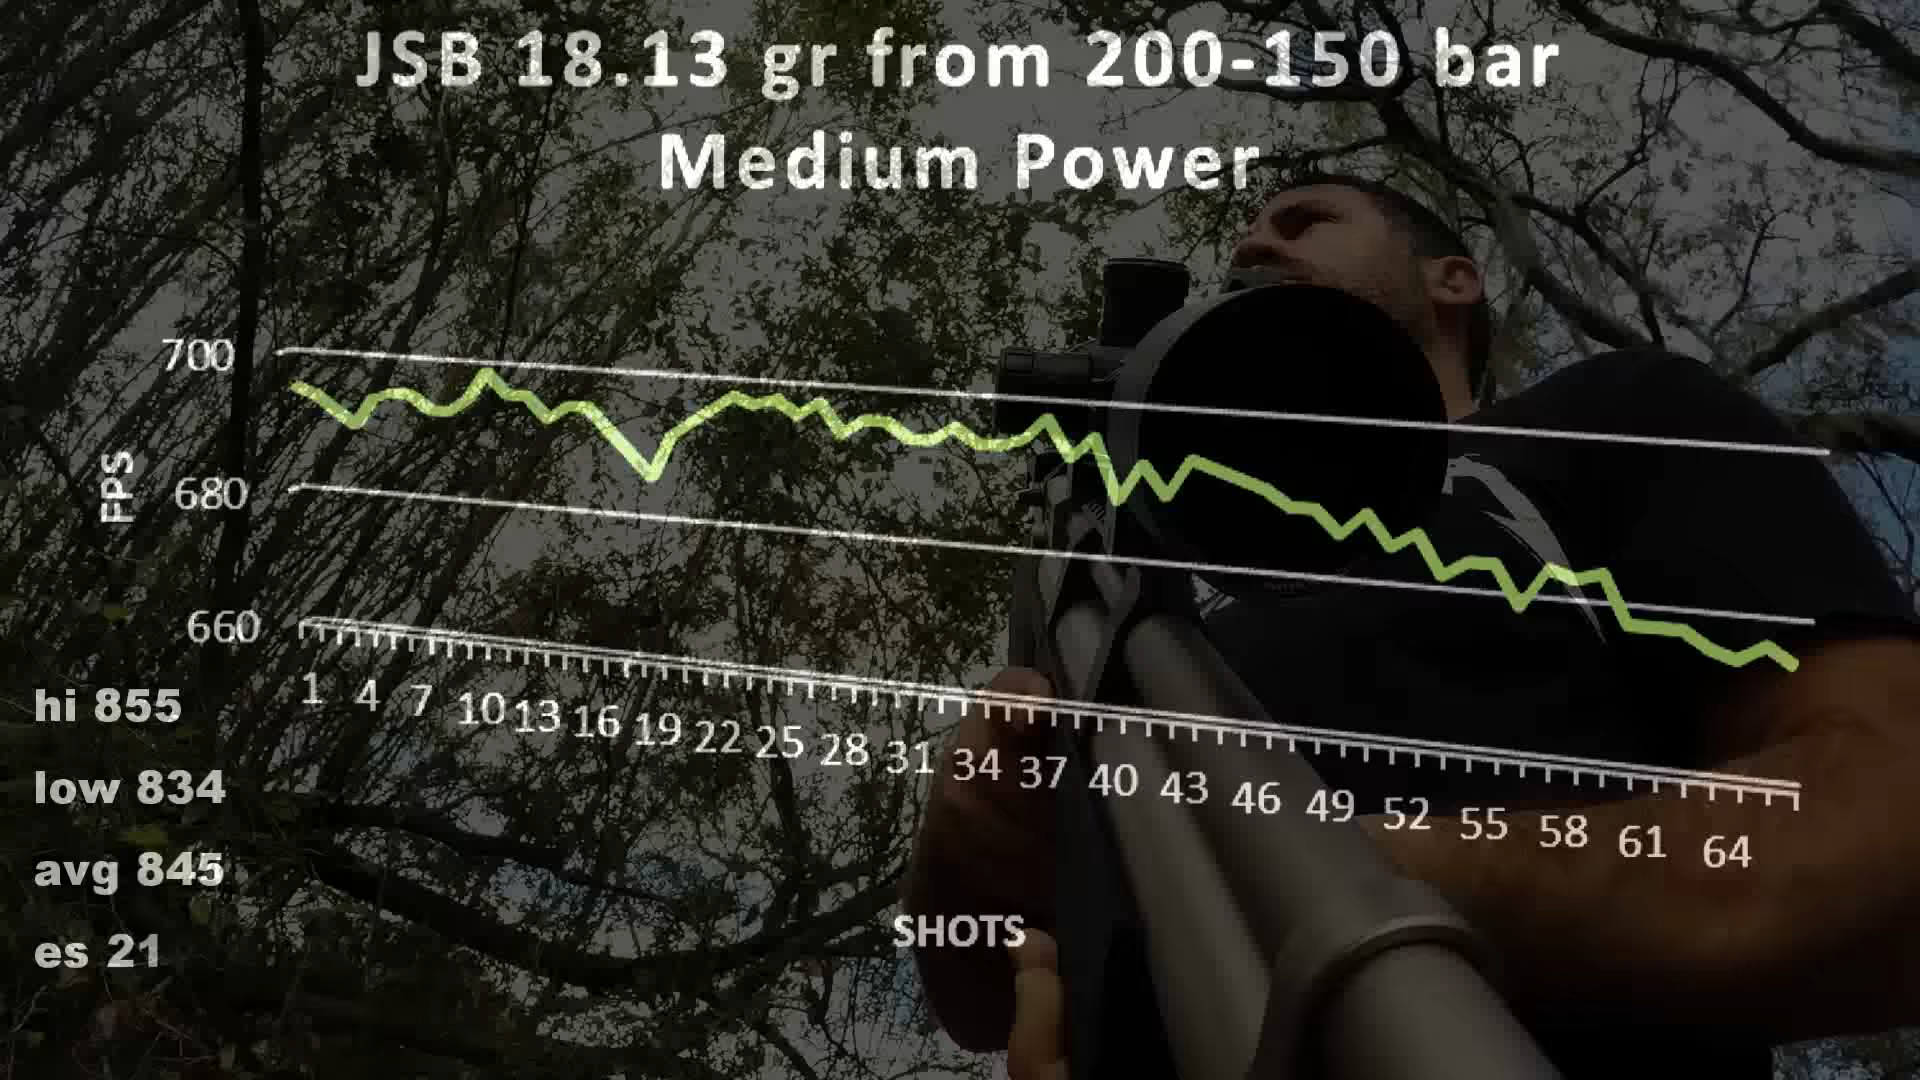 JSB 18.13 gr from 200-150 bar
Medium Power
700
680
660
FPS
1 4 7 10 13 16 19 22 25 28 31 34 37 40 43 46 49 52 55 58 61 64
SHOTS
hi 855
low 834
avg 845
es 21